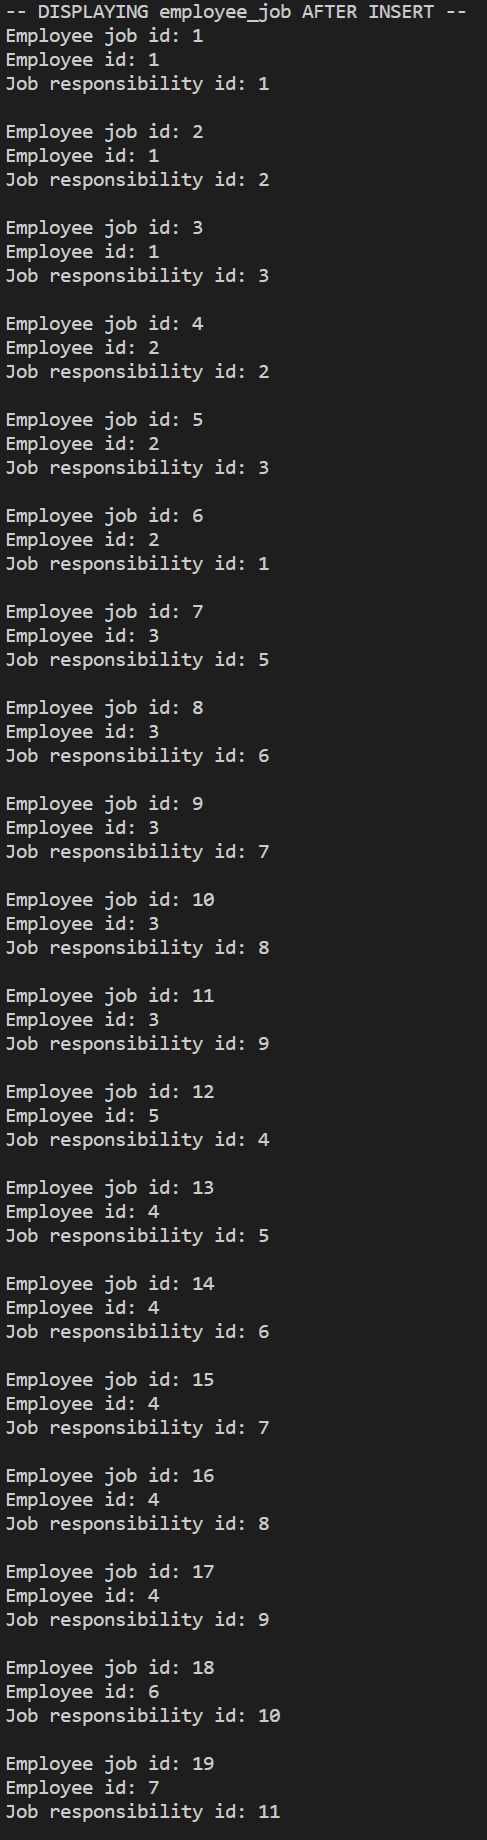 -- DISPLAYING employee_job AFTER INSERT --
Employee job id: 1
Employee id: 1
Job responsibility id: 1

Employee job id: 2
Employee id: 1
Job responsibility id: 2

Employee job id: 3
Employee id: 1
Job responsibility id: 3

Employee job id: 4
Employee id: 2
Job responsibility id: 2

Employee job id: 5
Employee id: 2
Job responsibility id: 3

Employee job id: 6
Employee id: 2
Job responsibility id: 1

Employee job id: 7
Employee id: 3
Job responsibility id: 5

Employee job id: 8
Employee id: 3
Job responsibility id: 6

Employee job id: 9
Employee id: 3
Job responsibility id: 7

Employee job id: 10
Employee id: 3
Job responsibility id: 8

Employee job id: 11
Employee id: 3
Job responsibility id: 9

Employee job id: 12
Employee id: 5
Job responsibility id: 4

Employee job id: 13
Employee id: 4
Job responsibility id: 5

Employee job id: 14
Employee id: 4
Job responsibility id: 6

Employee job id: 15
Employee id: 4
Job responsibility id: 7

Employee job id: 16
Employee id: 4
Job responsibility id: 8

Employee job id: 17
Employee id: 4
Job responsibility id: 9

Employee job id: 18
Employee id: 6
Job responsibility id: 10

Employee job id: 19
Employee id: 7
Job responsibility id: 11